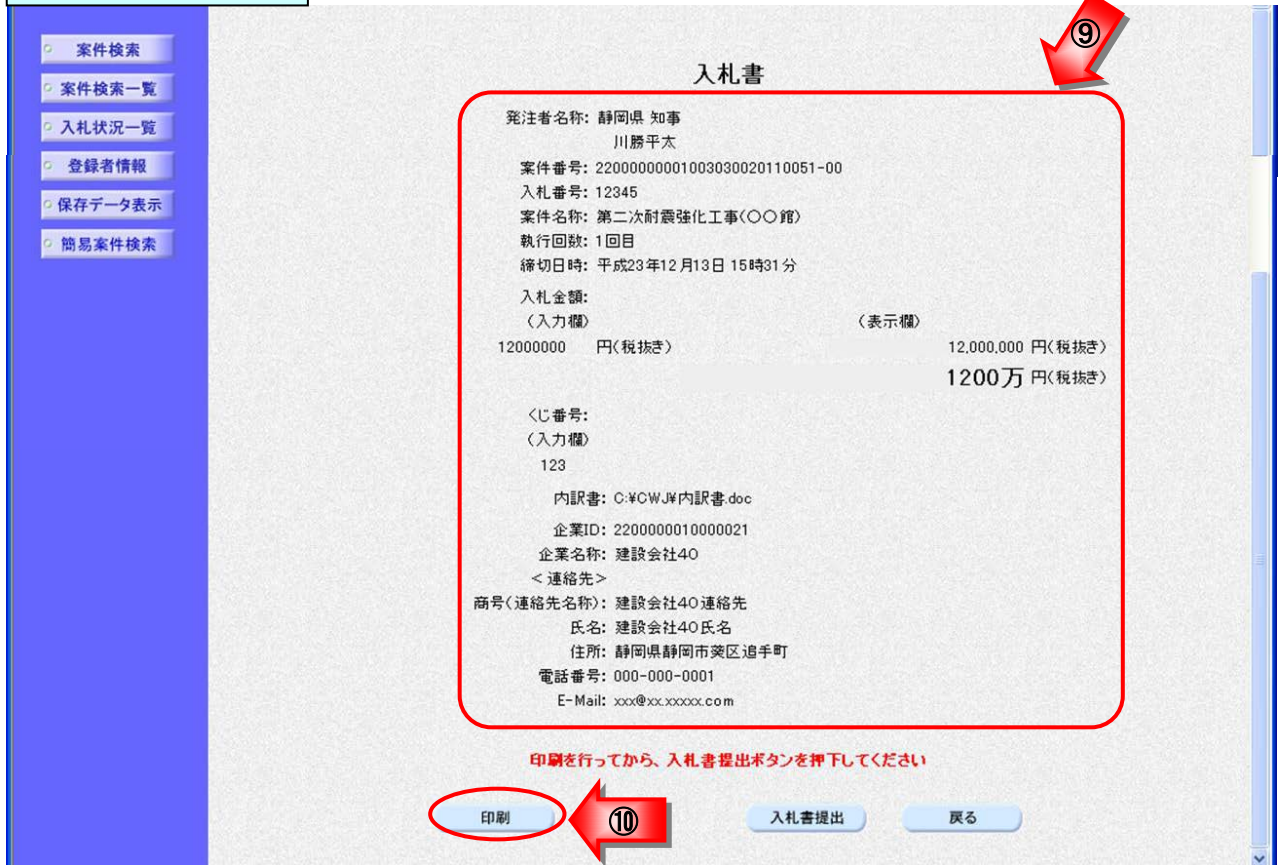 案件検索
案件検索一覧
入札状況一覧
登録者情報
保存データ表示
簡易案件検索
⑨
入札書
発注者名称: 静岡県 知事
川勝平太
案件番号: 22000000001003030020110051-00
入札番号: 12345
案件名称: 第二次耐震強化工事(〇〇館)
執行回数: 1回目
締切日時: 平成23年12月13日 15時31分
入札金額:
(入力欄) (表示欄)
12000000 円(税抜き) 12,000,000 円(税抜き)
1200万 円(税抜き)
くじ番号:
(入力欄)
123
内訳書: C:¥CWJ¥内訳書.doc
企業ID: 2200000010000021
企業名称: 建設会社40
<連絡先>
商号(連絡先名称): 建設会社40連絡先
氏名: 建設会社40氏名
住所: 静岡県静岡市葵区追手町
電話番号: 000-000-0001
E-Mail: xxx@xx.xxxxx.com
印刷を行ってから、入札書提出ボタンを押下してください
印刷 ⑩ 入札書提出 戻る